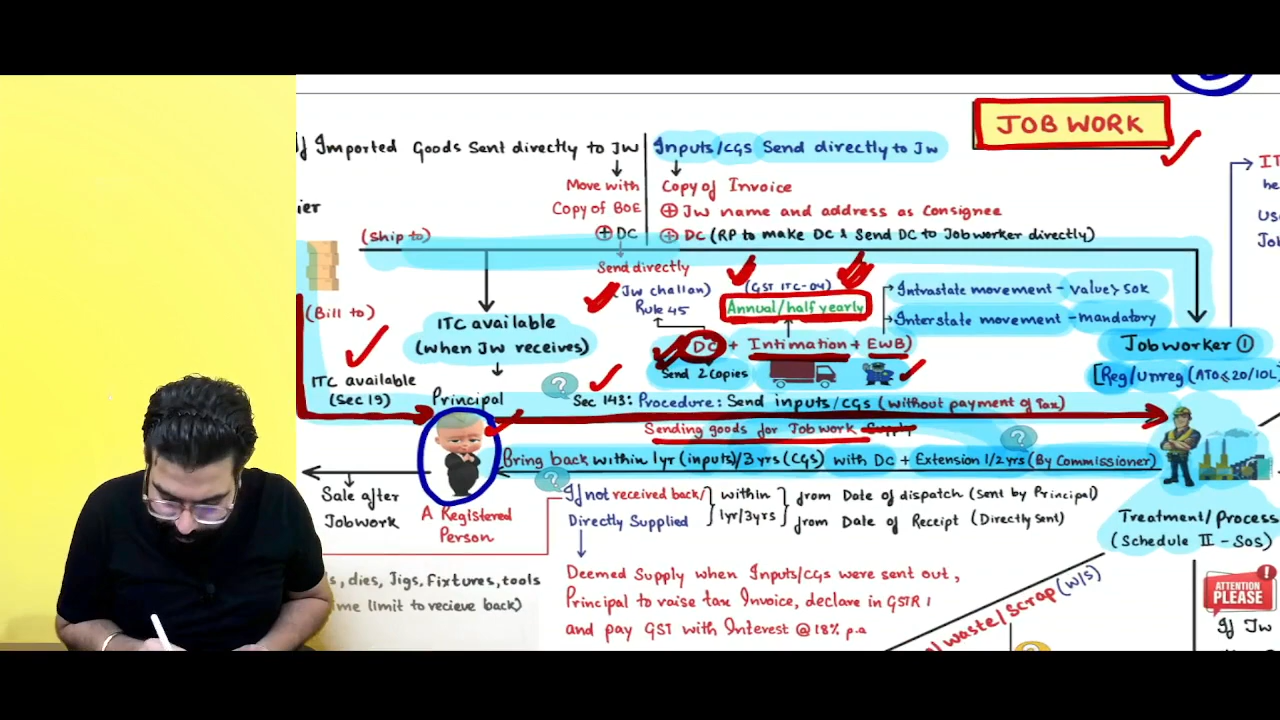 JOB WORK
If Imported Goods Sent directly to JW
Move with
Copy of BOE
+ DC
Send directly
Inputs/CGS Send directly to JW
Copy of Invoice
+ JW name and address as Consignee
+ DC (RP to make DC & Send DC to Jobworker directly)
(ship to)
(Bill to)
ITC available
(Sec 19)
ITC available
(when JW receives)
Principal
(JW challan)
Rule 45
(GST ITC-04)
Annual/half yearly
DC + Intimation + EWB)
Send 2 Copies
Intrastate movement - value > 50k
Interstate movement - mandatory
Jobworker ①
[Reg/Unreg (ATO ≤ 20/10L)
Sec 143: Procedure: Send inputs/CGS (without payment of tax)
Sending goods for Job work Supply
Bring back within 1yr (inputs)/3 yrs (CGS) with DC + Extension 1/2 yrs (By Commissioner)
Sale after
Jobwork
A Registered
Person
If not received back/
Directly Supplied
within
1yr/3yrs
from Date of dispatch (Sent by Principal)
from Date of Receipt (Directly sent)
Deemed Supply when Inputs/CGS were sent out,
Principal to raise tax Invoice, declare in GSTR 1
and pay GST with Interest @ 18% p.a
dies, Jigs, Fixtures, tools
limit to recieve back)
Treatment/Process
(Schedule II - SOS)
waste/scrap (w/s)
ATTENTION
PLEASE
If JW